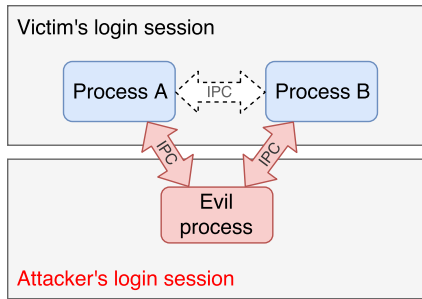 Victim's login session
Process A
IPC
Process B
IPC
IPC
Evil
process
Attacker's login session